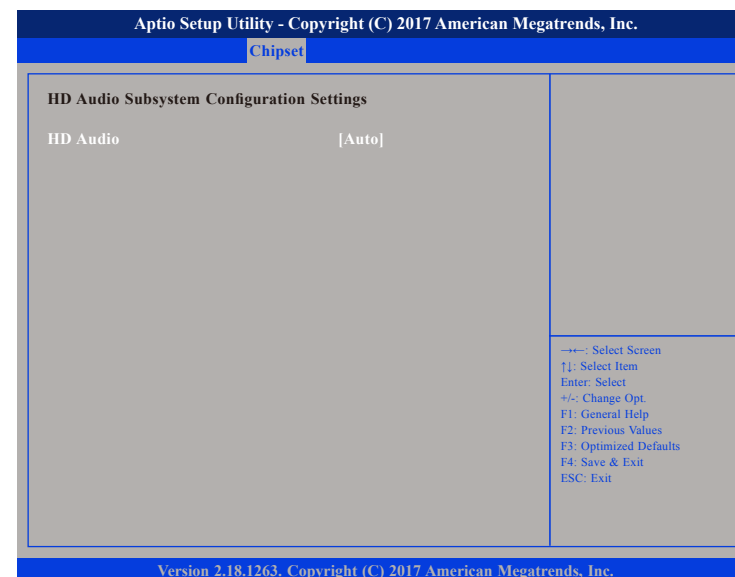 Aptio Setup Utility - Copyright (C) 2017 American Megatrends, Inc.
Chipset
HD Audio Subsystem Configuration Settings
HD Audio [Auto]
→←: Select Screen
↑↓: Select Item
Enter: Select
+/-: Change Opt.
F1: General Help
F2: Previous Values
F3: Optimized Defaults
F4: Save & Exit
ESC: Exit
Version 2.18.1263. Copyright (C) 2017 American Megatrends, Inc.